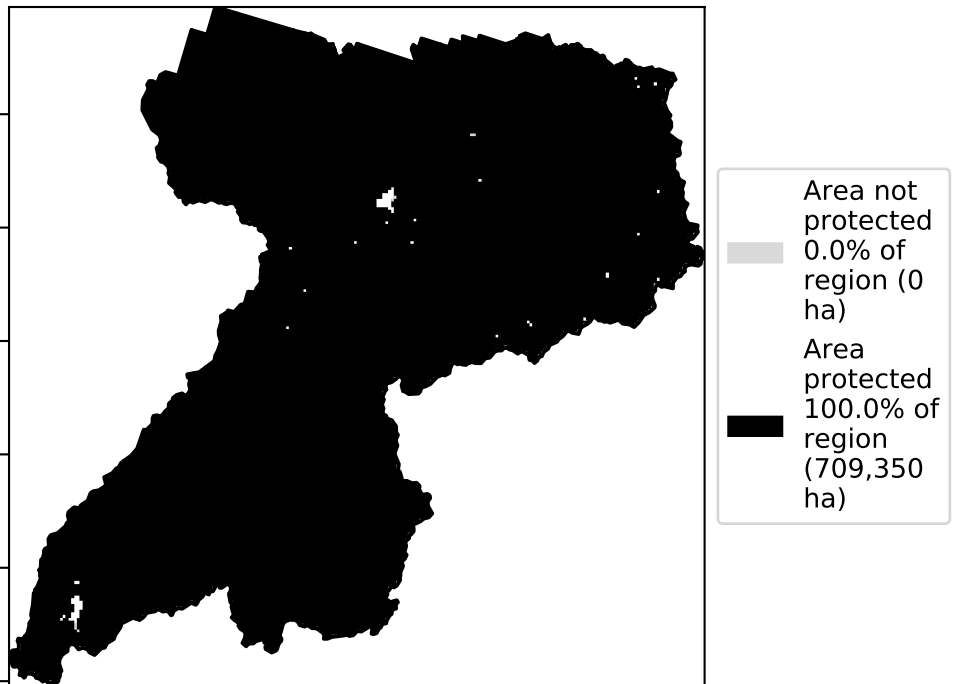 Area not
protected
0.0% of
region (0
ha)
Area
protected
100.0% of
region
(709,350
ha)